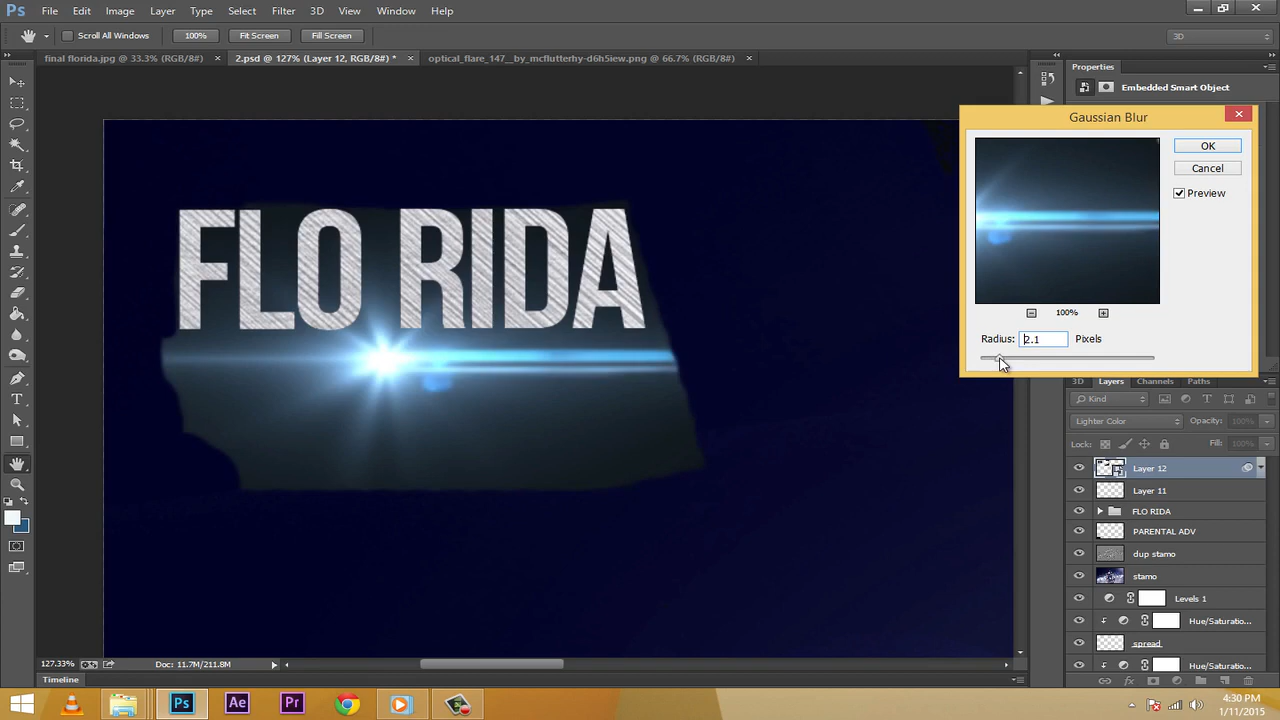 Ps File Edit Image Layer Type Select Filter 3D View Window Help
Scroll All Windows 100% Fit Screen Fill Screen 3D
final florida.jpg @ 33.3% (RGB/8#) × 2.psd @ 127% (Layer 12, RGB/8#) * × optical_flare_147__by_mcflutterhy-d6h5iew.png @ 66.7% (RGB/8#) ×
Properties
Embedded Smart Object
Gaussian Blur
OK
Cancel
Preview
100%
Radius: 2.1 Pixels
FLO RIDA
3D Layers Channels Paths
Kind
Lighter Color Opacity: 100%
Lock: Fill: 100%
Layer 12
Layer 11
FLO RIDA
PARENTAL ADV
dup stamo
stamo
Levels 1
Hue/Saturatio...
spread
Hue/Saturatio...
127.33% Doc: 11.7M/211.8M
Timeline
Ps Ae Pr
4:30 PM
1/11/2015